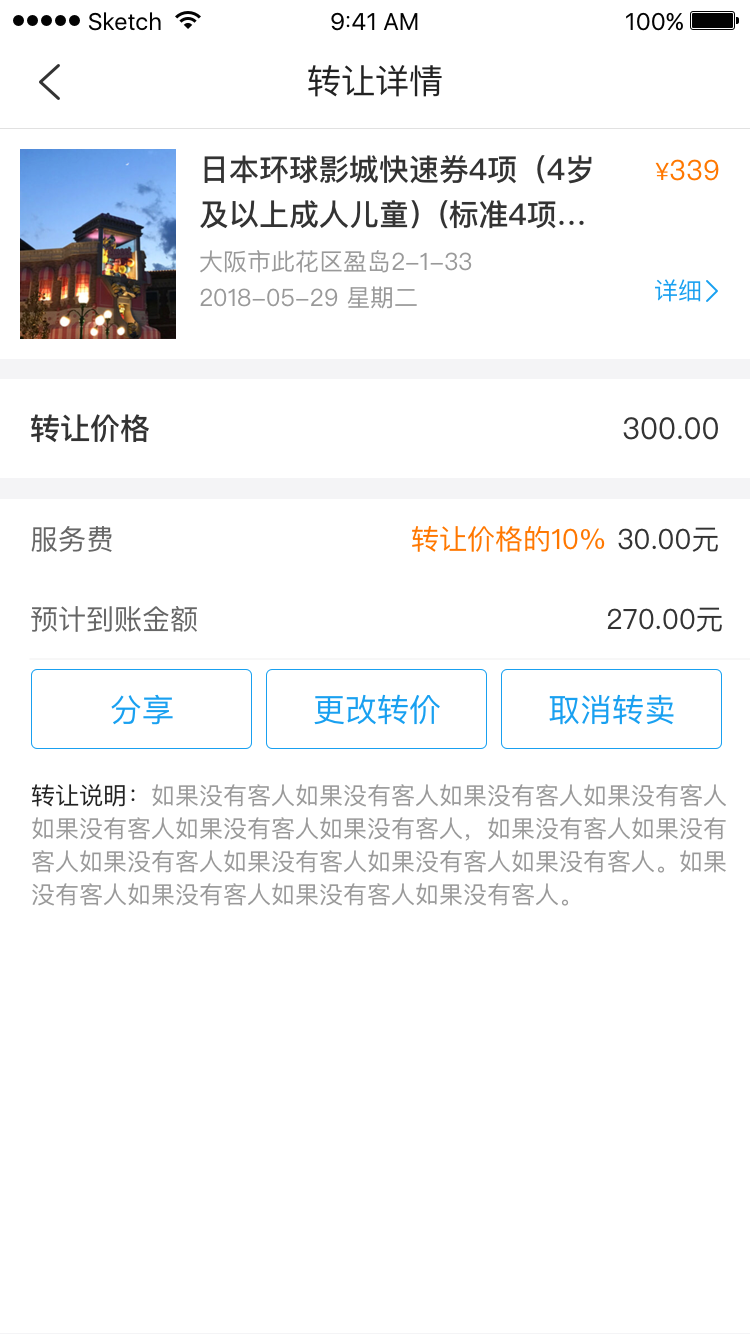 Sketch 9:41 AM 100%
转让详情
日本环球影城快速券4项（4岁
及以上成人儿童）(标准4项...
¥339
大阪市此花区盈岛2-1-33
2018-05-29 星期二
详细
转让价格 300.00
服务费 转让价格的10% 30.00元
预计到账金额 270.00元
分享 更改转价 取消转卖
转让说明：如果没有客人如果没有客人如果没有客人如果没有客人
如果没有客人如果没有客人如果没有客人，如果没有客人如果没有
客人如果没有客人如果没有客人如果没有客人如果没有客人。如果
没有客人如果没有客人如果没有客人如果没有客人。